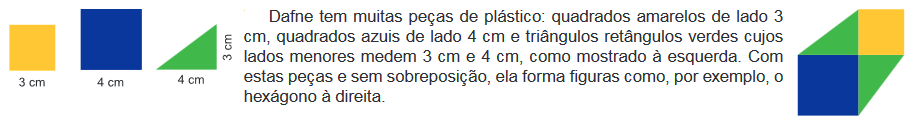 Dafne tem muitas peças de plástico: quadrados amarelos de lado 3
cm, quadrados azuis de lado 4 cm e triângulos retângulos verdes cujos
lados menores medem 3 cm e 4 cm, como mostrado à esquerda. Com
estas peças e sem sobreposição, ela forma figuras como, por exemplo, o
hexágono à direita.
3 cm
4 cm
4 cm
3 cm